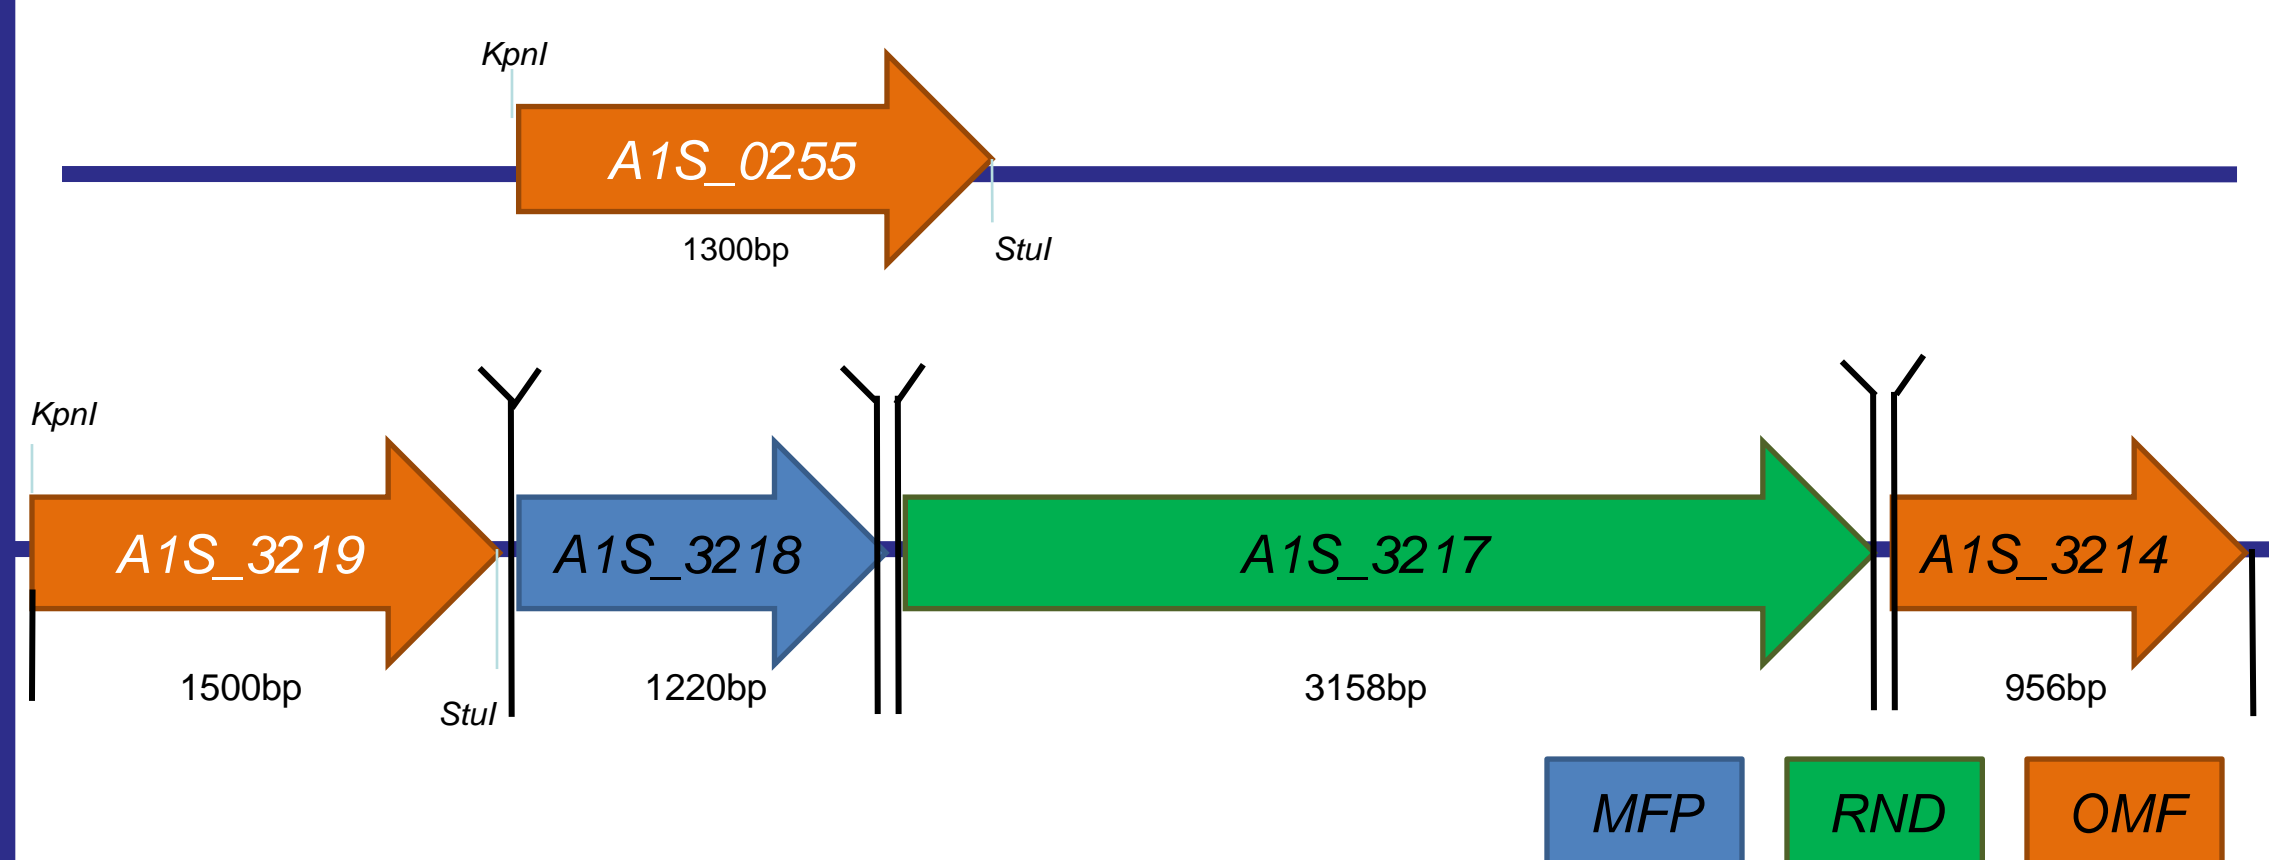 KpnI
A1S_0255
1300bp
StuI
KpnI
A1S_3219
A1S_3218
A1S_3217
A1S_3214
1500bp
1220bp
3158bp
956bp
StuI
MFP
RND
OMF